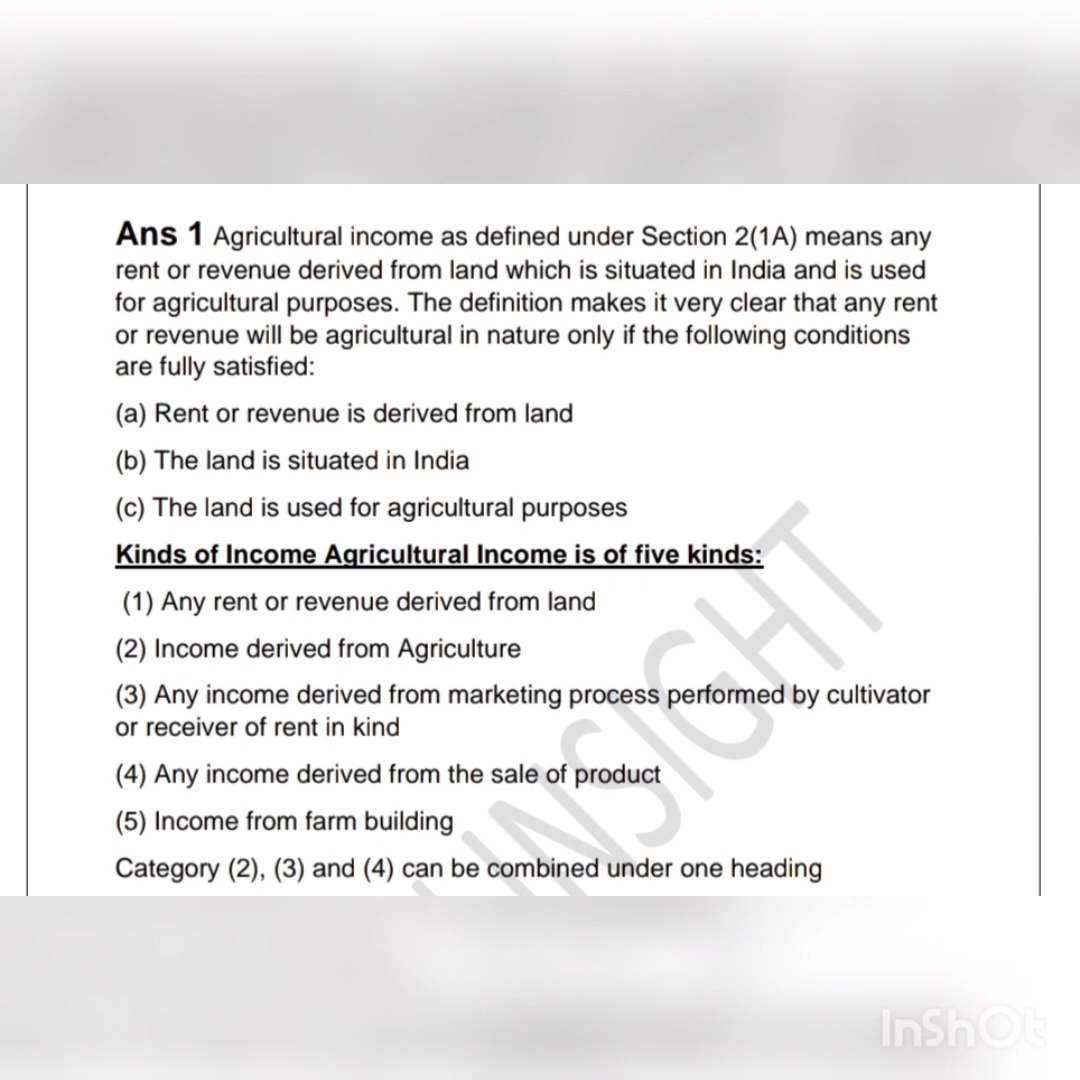 Ans 1 Agricultural income as defined under Section 2(1A) means any
rent or revenue derived from land which is situated in India and is used
for agricultural purposes. The definition makes it very clear that any rent
or revenue will be agricultural in nature only if the following conditions
are fully satisfied:
(a) Rent or revenue is derived from land
(b) The land is situated in India
(c) The land is used for agricultural purposes
Kinds of Income Agricultural Income is of five kinds:
(1) Any rent or revenue derived from land
(2) Income derived from Agriculture
(3) Any income derived from marketing process performed by cultivator
or receiver of rent in kind
(4) Any income derived from the sale of product
(5) Income from farm building
Category (2), (3) and (4) can be combined under one heading
INSIGHT
InShOt